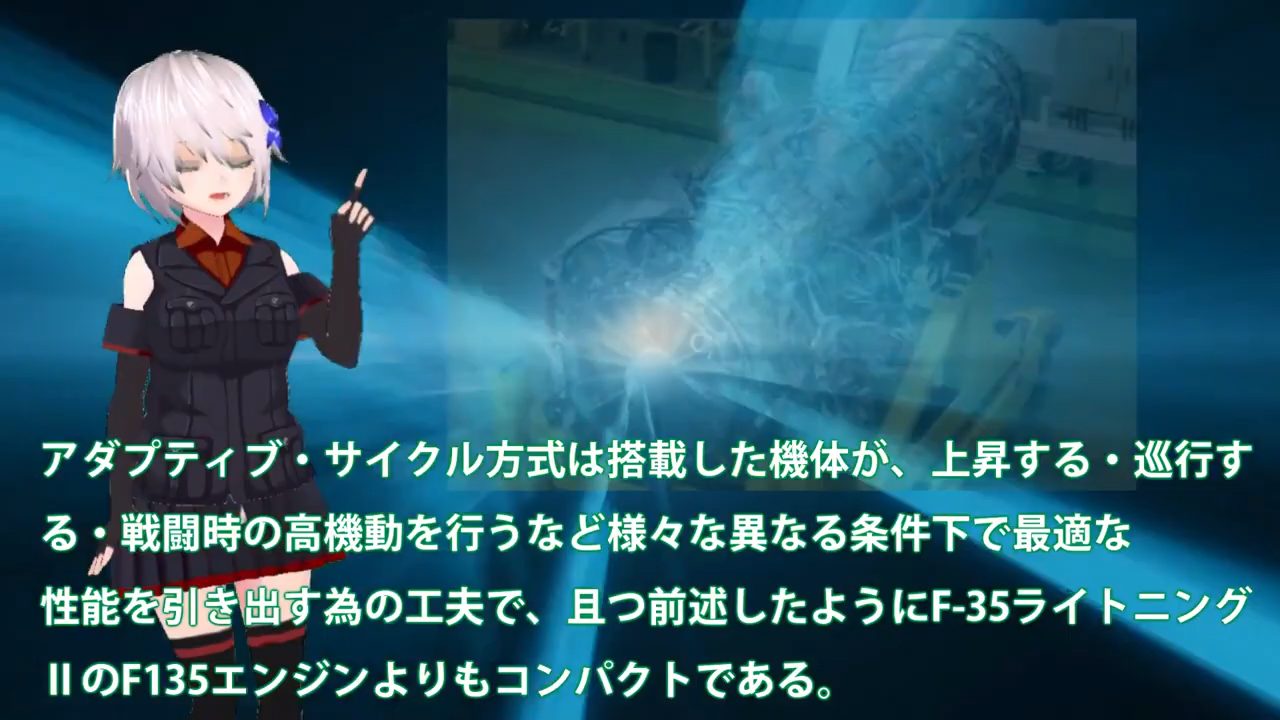 アダプティブ・サイクル方式は搭載した機体が、上昇する・巡行す
る・戦闘時の高機動を行うなど様々な異なる条件下で最適な
性能を引き出す為の工夫で、且つ前述したようにF-35ライトニング
ⅡのF135エンジンよりもコンパクトである。